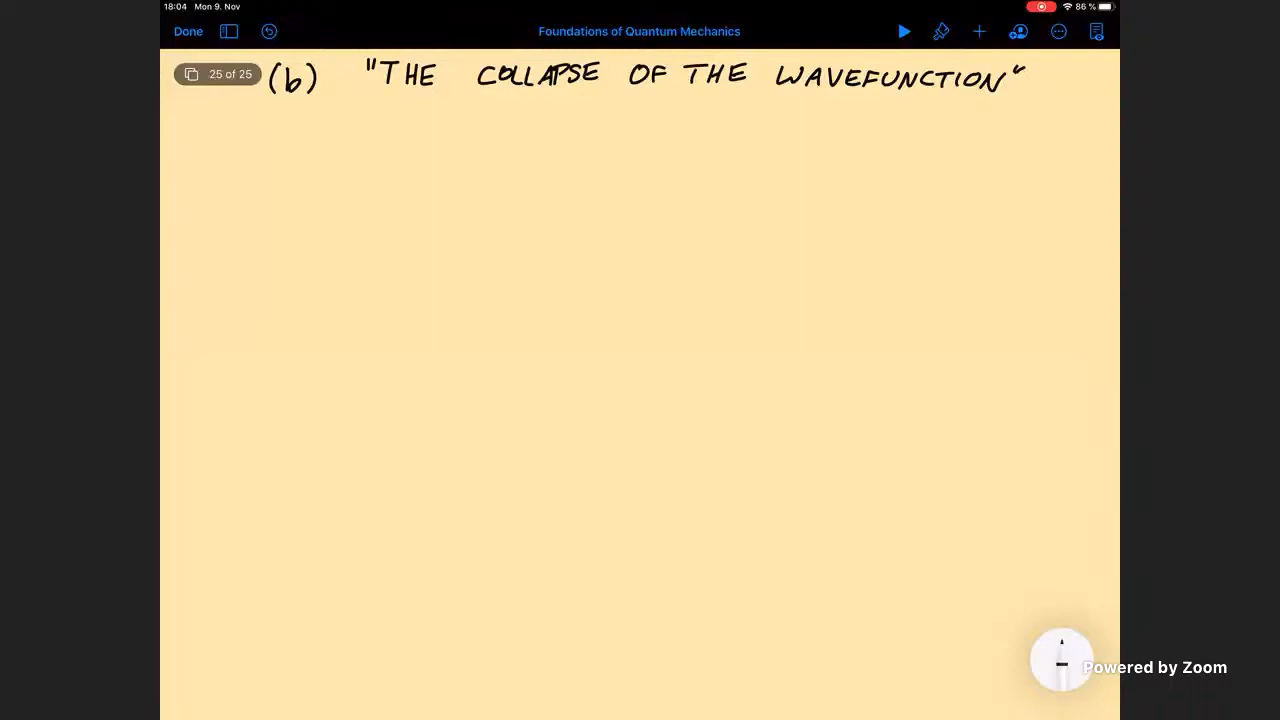 18:04 Mon 9. Nov 86 %
Done Foundations of Quantum Mechanics
25 of 25 (b) "THE COLLAPSE OF THE WAVEFUNCTION"
Powered by Zoom